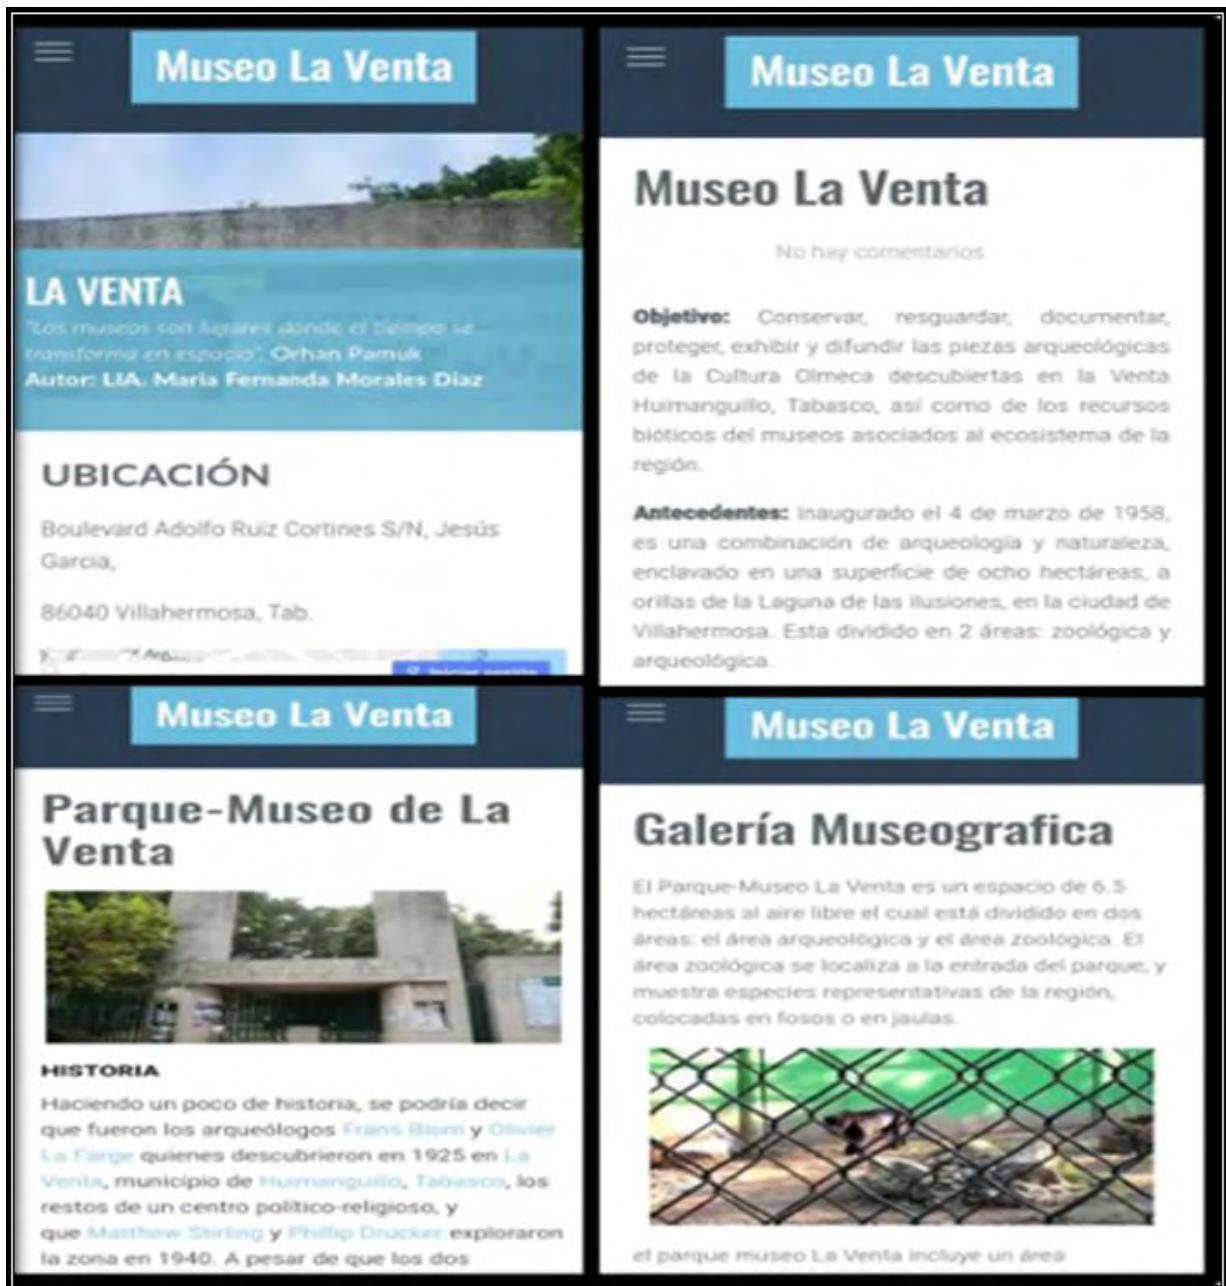 Museo La Venta
LA VENTA
"Los museos son lugares donde el tiempo se
transforma en espacio". Orhan Pamuk
Autor: LIA. Maria Fernanda Morales Diaz
UBICACIÓN
Boulevard Adolfo Ruiz Cortines S/N, Jesús
Garcia,
86040 Villahermosa, Tab.
Museo La Venta
Museo La Venta
No hay comentarios
Objetivo: Conservar, resguardar, documentar,
proteger, exhibir y difundir las piezas arqueológicas
de la Cultura Olmeca descubiertas en la Venta
Huimanguillo, Tabasco, así como de los recursos
bióticos del museos asociados al ecosistema de la
región.
Antecedentes: Inaugurado el 4 de marzo de 1958,
es una combinación de arqueología y naturaleza,
enclavado en una superficie de ocho hectáreas, a
orillas de la Laguna de las ilusiones, en la ciudad de
Villahermosa. Esta dividido en 2 áreas: zoológica y
arqueológica.
Museo La Venta
Parque-Museo de La
Venta
HISTORIA
Haciendo un poco de historia, se podría decir
que fueron los arqueólogos Frans Blom y Olivier
La Farge quienes descubrieron en 1925 en La
Venta, municipio de Huimanguillo, Tabasco, los
restos de un centro político-religioso, y
que Matthew Stirling y Phillip Drucker exploraron
la zona en 1940. A pesar de que los dos
Museo La Venta
Galería Museografica
El Parque-Museo La Venta es un espacio de 6.5
hectáreas al aire libre el cual está dividido en dos
áreas: el área arqueológica y el área zoológica. El
área zoológica se localiza a la entrada del parque, y
muestra especies representativas de la región,
colocadas en fosos o en jaulas.
el parque museo La Venta incluye un área